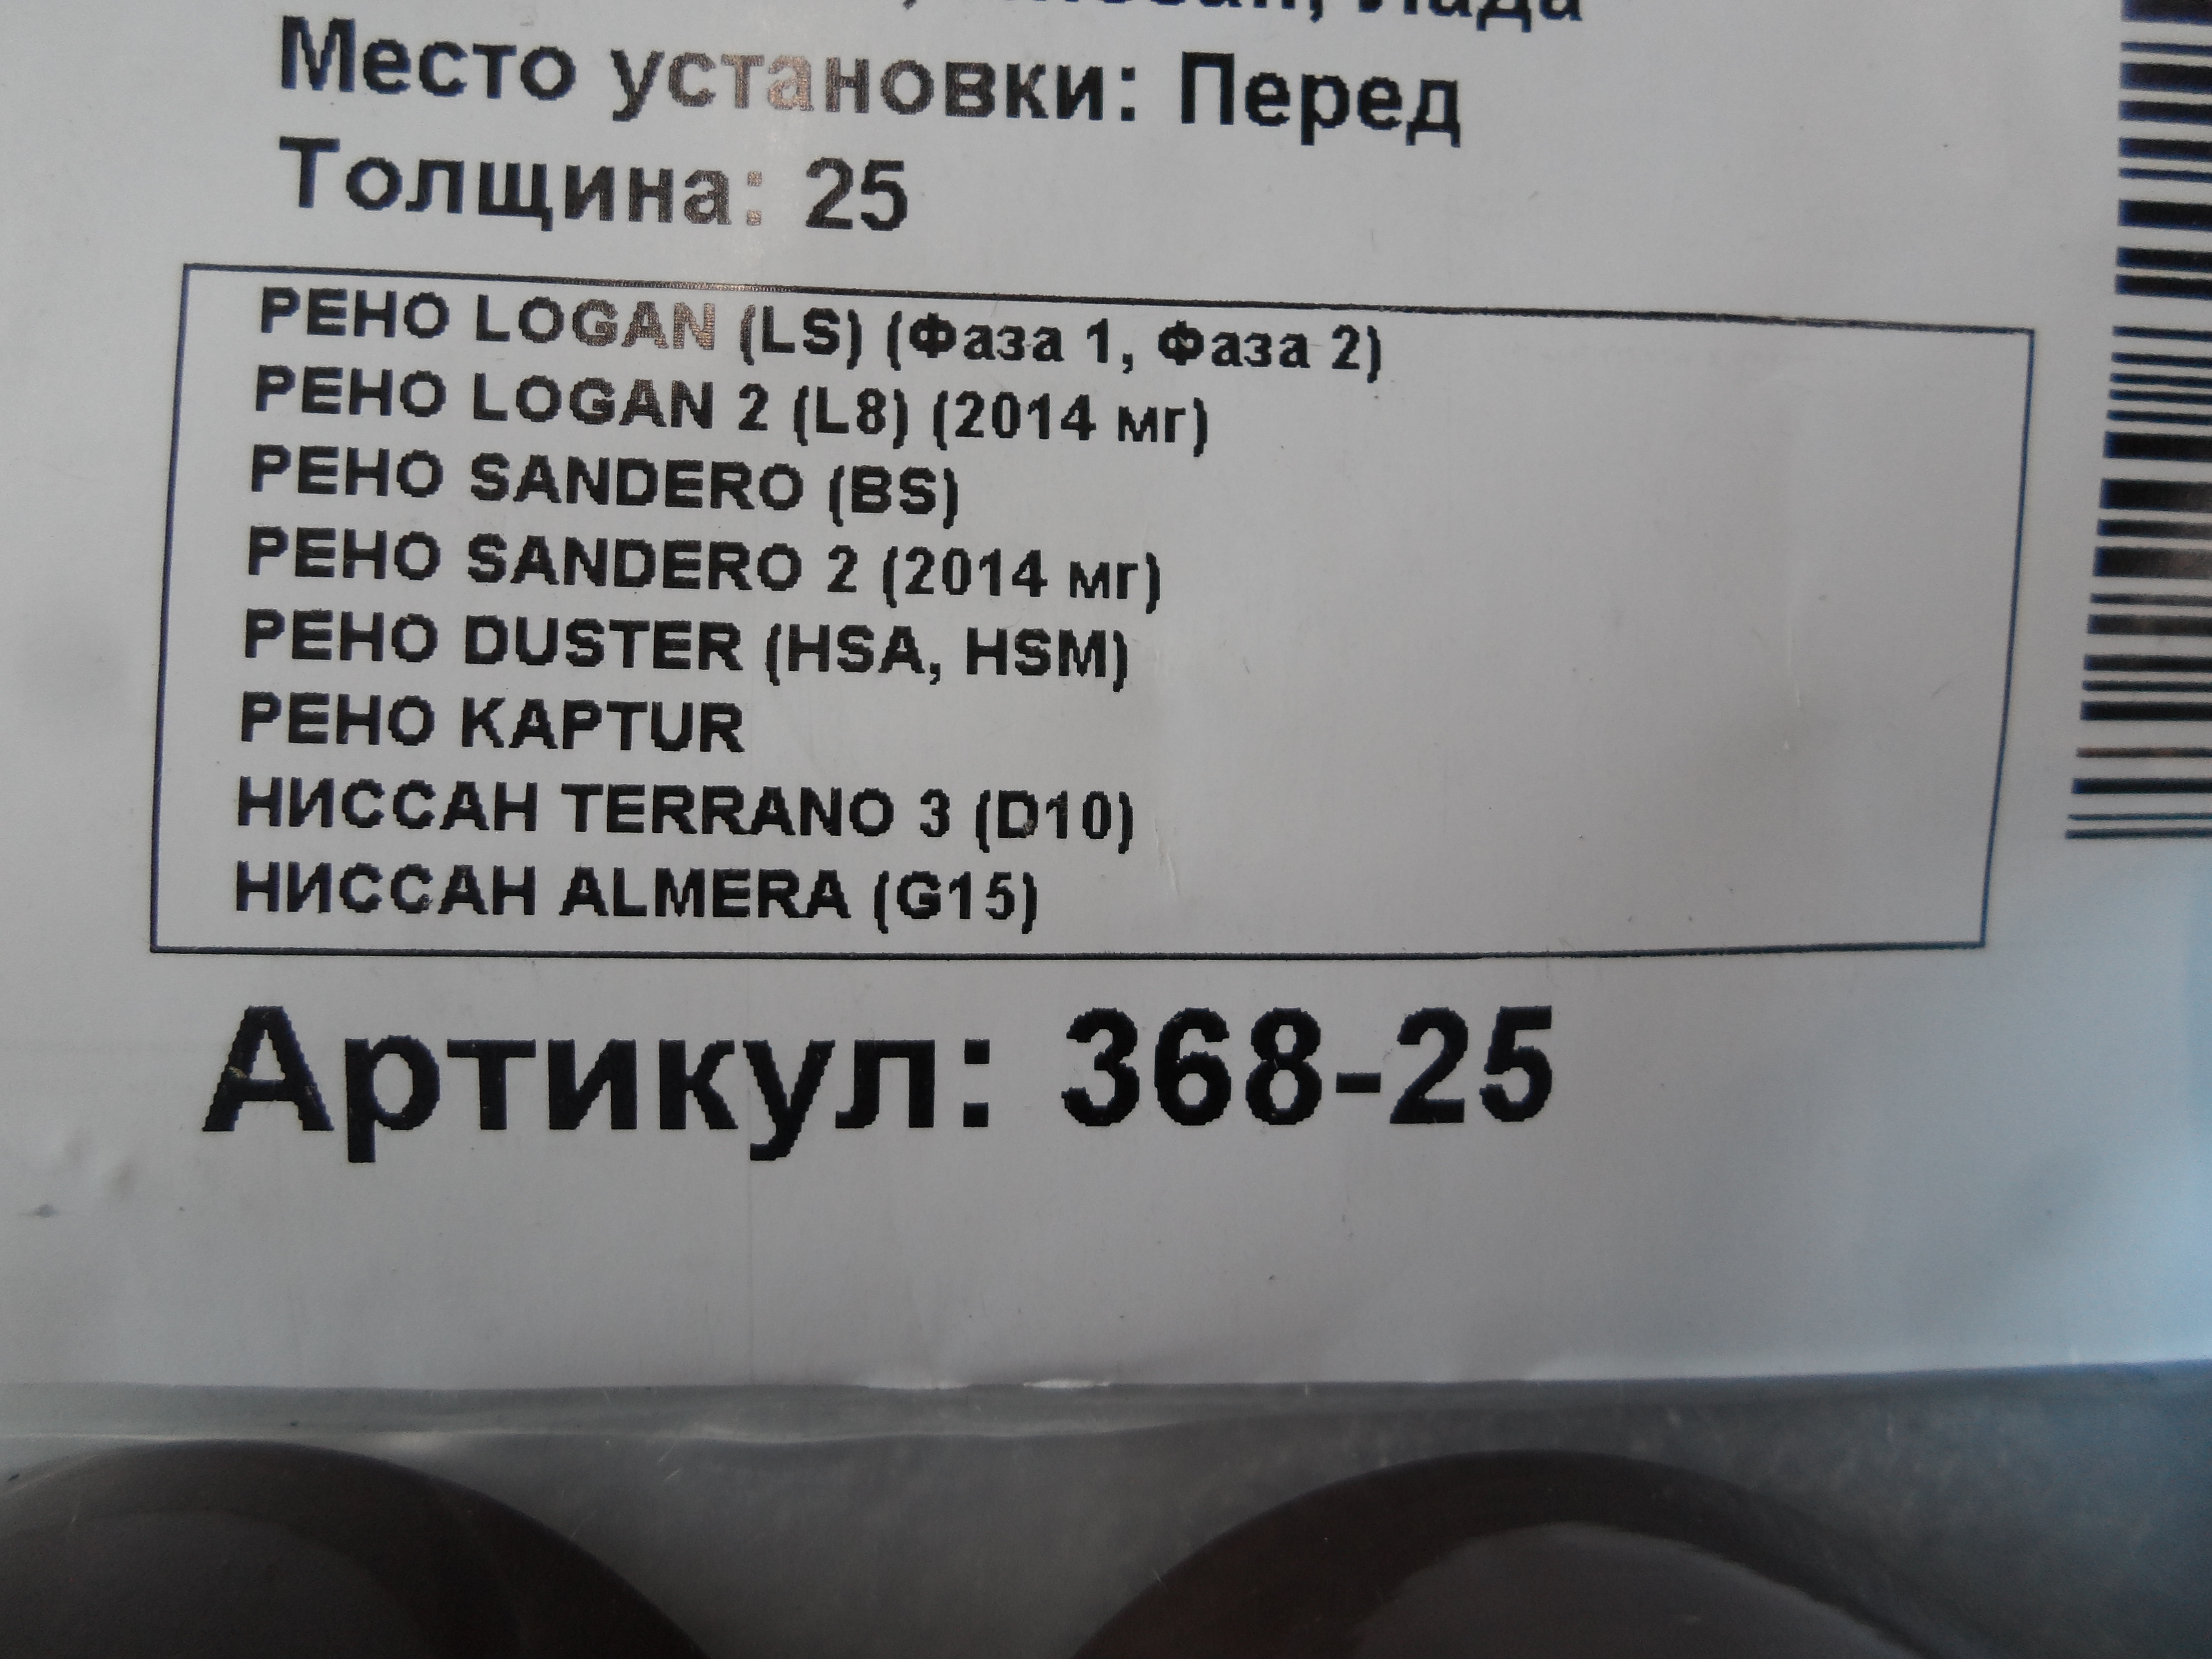 Лада
Место установки: Перед
Толщина: 25
РЕНО LOGAN (LS) (Фаза 1, Фаза 2)
РЕНО LOGAN 2 (L8) (2014 мг)
РЕНО SANDERO (BS)
РЕНО SANDERO 2 (2014 мг)
РЕНО DUSTER (HSA, HSM)
РЕНО KAPTUR
НИССАН TERRANO 3 (D10)
НИССАН ALMERA (G15)
Артикул: 368-25